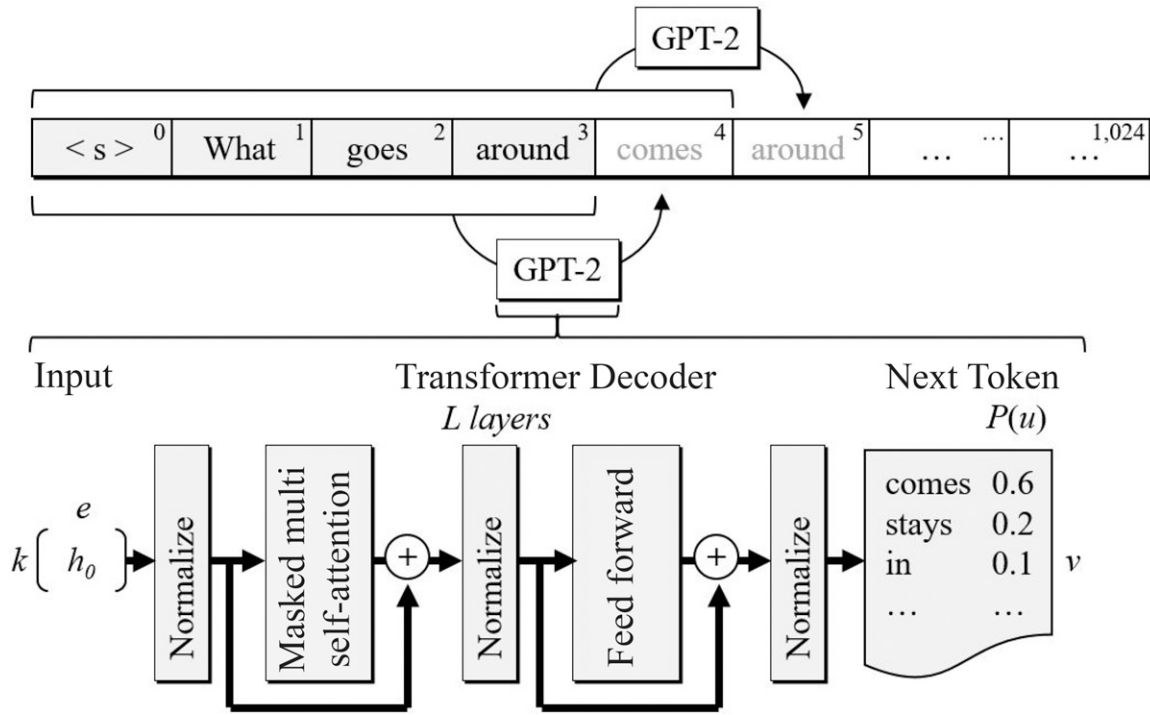 GPT-2
< s > 0 What 1 goes 2 around 3 comes 4 around 5 … … … 1,024
GPT-2
Input Transformer Decoder Next Token
L layers P(u)
Normalize
Masked multi
self-attention
Normalize
Feed forward
Normalize
e
k h0
+
+
comes 0.6
stays 0.2
in 0.1
… …
v